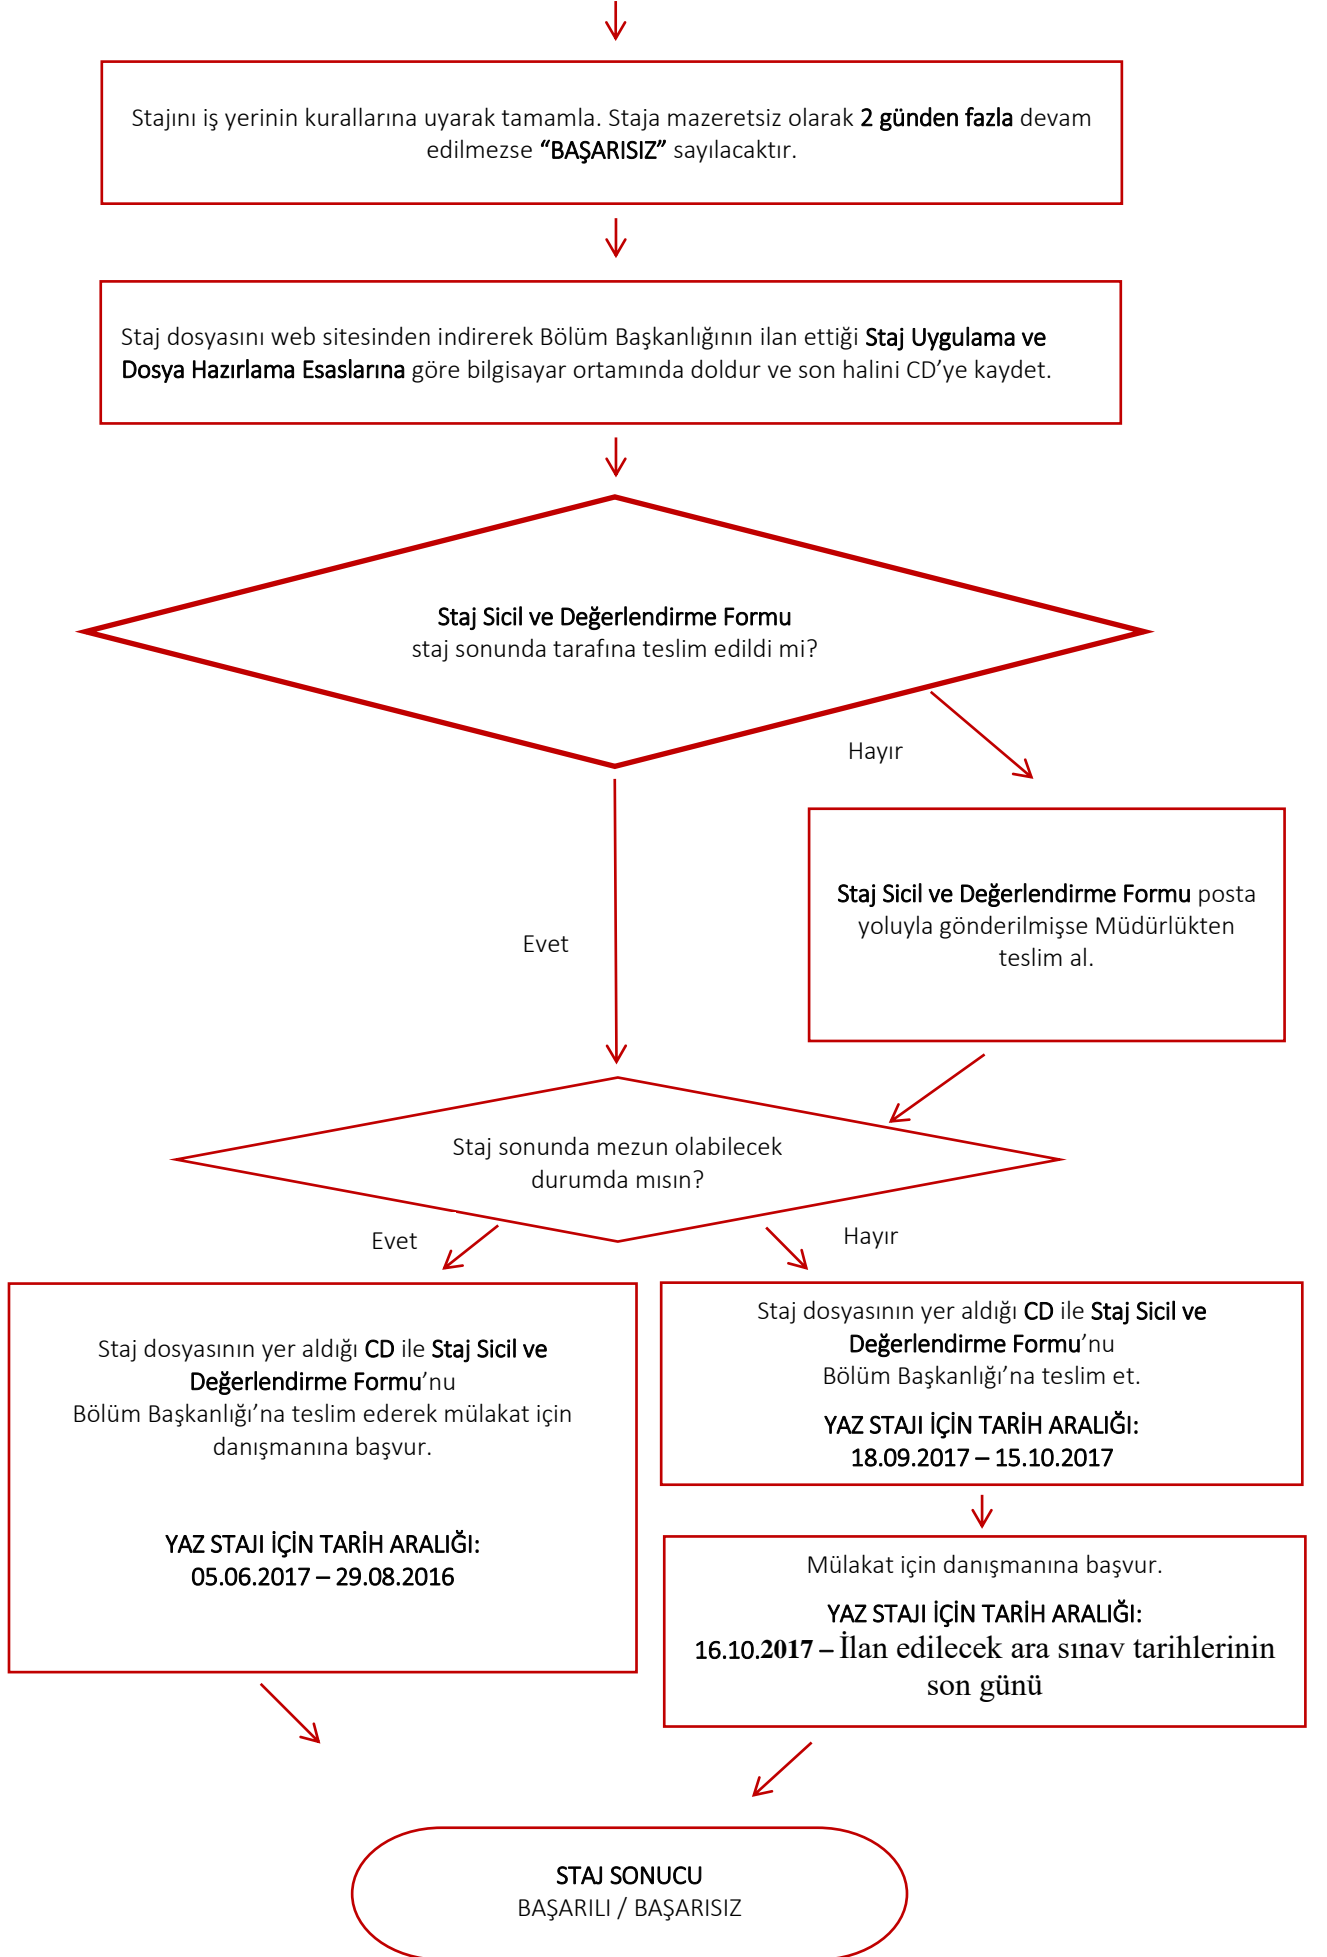 Stajını iş yerinin kurallarına uyarak tamamla. Staja mazeretsiz olarak 2 günden fazla devam
edilmezse “BAŞARISIZ” sayılacaktır.
Staj dosyasını web sitesinden indirerek Bölüm Başkanlığının ilan ettiği Staj Uygulama ve
Dosya Hazırlama Esaslarına göre bilgisayar ortamında doldur ve son halini CD’ye kaydet.
Staj Sicil ve Değerlendirme Formu
staj sonunda tarafına teslim edildi mi?
Hayır
Staj Sicil ve Değerlendirme Formu posta
yoluyla gönderilmişse Müdürlükten
teslim al.
Evet
Staj sonunda mezun olabilecek
durumda mısın?
Evet
Hayır
Staj dosyasının yer aldığı CD ile Staj Sicil ve
Değerlendirme Formu’nu
Bölüm Başkanlığı’na teslim ederek mülakat için
danışmanına başvur.
YAZ STAJI İÇİN TARİH ARALIĞI:
05.06.2017 – 29.08.2016
Staj dosyasının yer aldığı CD ile Staj Sicil ve
Değerlendirme Formu’nu
Bölüm Başkanlığı’na teslim et.
YAZ STAJI İÇİN TARİH ARALIĞI:
18.09.2017 – 15.10.2017
Mülakat için danışmanına başvur.
YAZ STAJI İÇİN TARİH ARALIĞI:
16.10.2017 – İlan edilecek ara sınav tarihlerinin
son günü
STAJ SONUCU
BAŞARILI / BAŞARISIZ